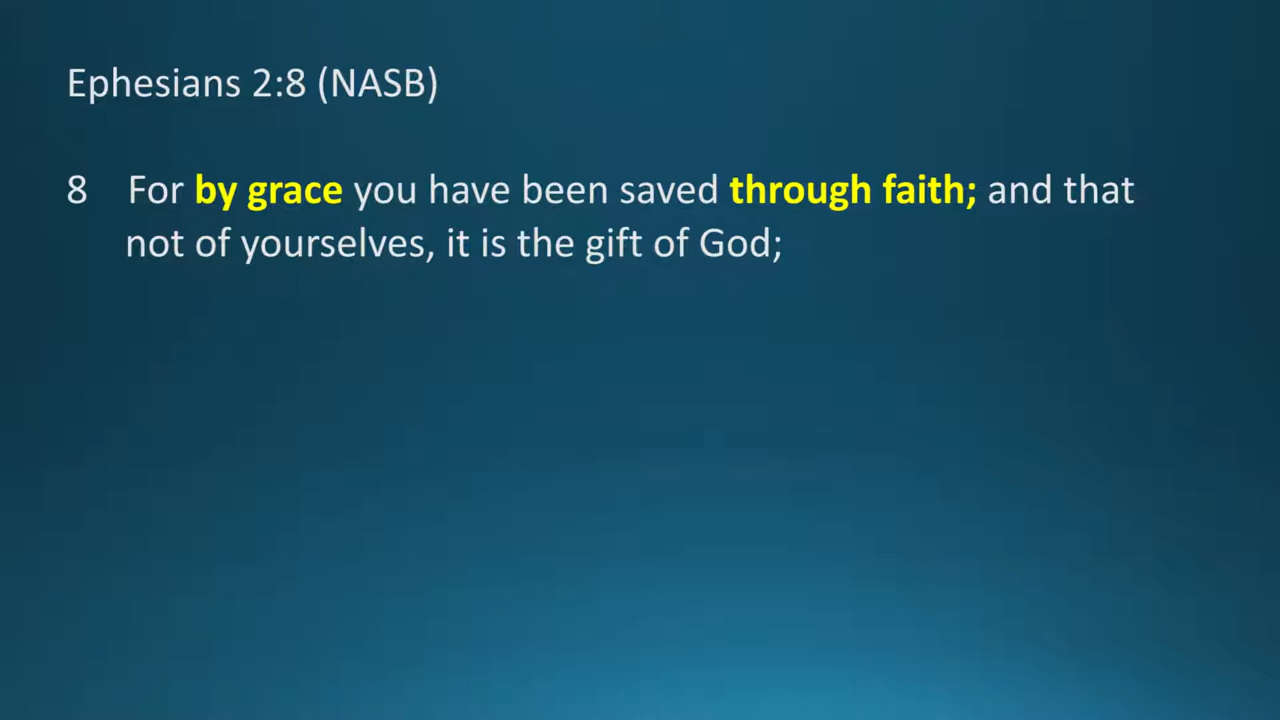 Ephesians 2:8 (NASB)
8 For by grace you have been saved through faith; and that
not of yourselves, it is the gift of God;